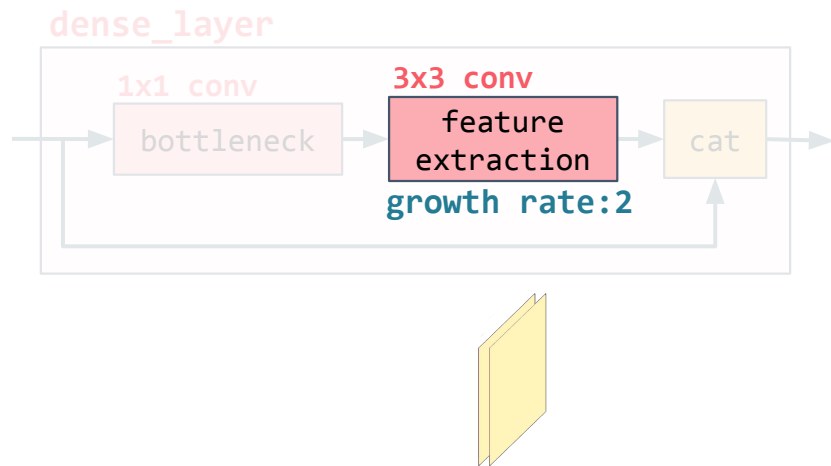 dense_layer
1x1 conv
3x3 conv
bottleneck
feature
extraction
cat
growth rate:2